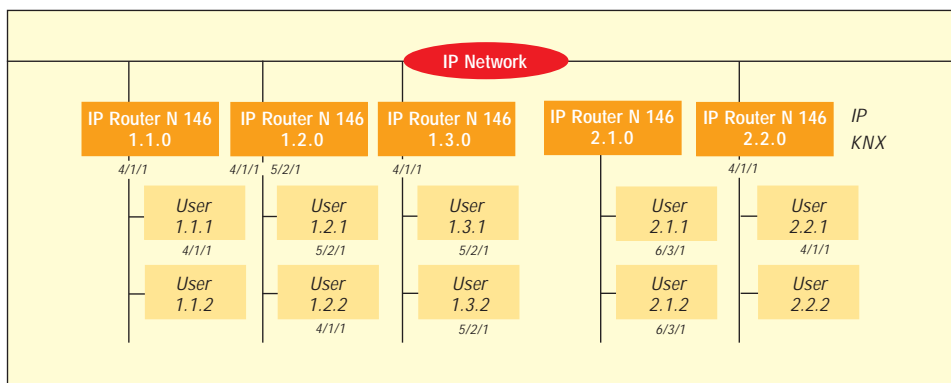 IP Network
IP Router N 146
1.1.0
IP Router N 146
1.2.0
IP Router N 146
1.3.0
IP Router N 146
2.1.0
IP Router N 146
2.2.0
IP
KNX
4/1/1
4/1/1 5/2/1
4/1/1
4/1/1
User
1.1.1
User
1.2.1
User
1.3.1
User
2.1.1
User
2.2.1
4/1/1
5/2/1
5/2/1
6/3/1
4/1/1
User
1.1.2
User
1.2.2
User
1.3.2
User
2.1.2
User
2.2.2
4/1/1
5/2/1
6/3/1